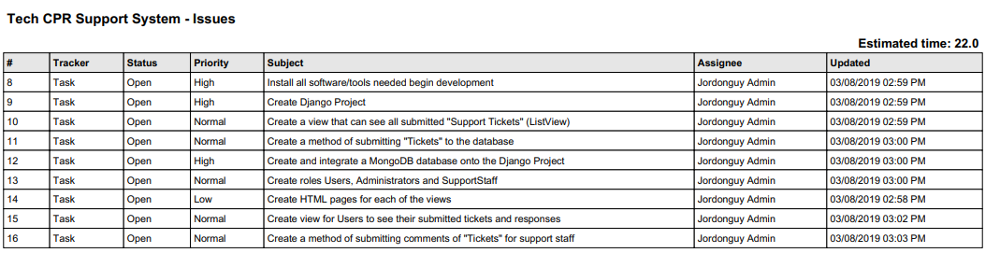 Tech CPR Support System - Issues
Estimated time: 22.0
# Tracker Status Priority Subject Assignee Updated
8 Task Open High Install all software/tools needed begin development Jordonguy Admin 03/08/2019 02:59 PM
9 Task Open High Create Django Project Jordonguy Admin 03/08/2019 02:59 PM
10 Task Open Normal Create a view that can see all submitted "Support Tickets" (ListView) Jordonguy Admin 03/08/2019 02:59 PM
11 Task Open Normal Create a method of submitting "Tickets" to the database Jordonguy Admin 03/08/2019 03:00 PM
12 Task Open High Create and integrate a MongoDB database onto the Django Project Jordonguy Admin 03/08/2019 03:00 PM
13 Task Open Normal Create roles Users, Administrators and SupportStaff Jordonguy Admin 03/08/2019 03:00 PM
14 Task Open Low Create HTML pages for each of the views Jordonguy Admin 03/08/2019 02:58 PM
15 Task Open Normal Create view for Users to see their submitted tickets and responses Jordonguy Admin 03/08/2019 03:02 PM
16 Task Open Normal Create a method of submitting comments of "Tickets" for support staff Jordonguy Admin 03/08/2019 03:03 PM